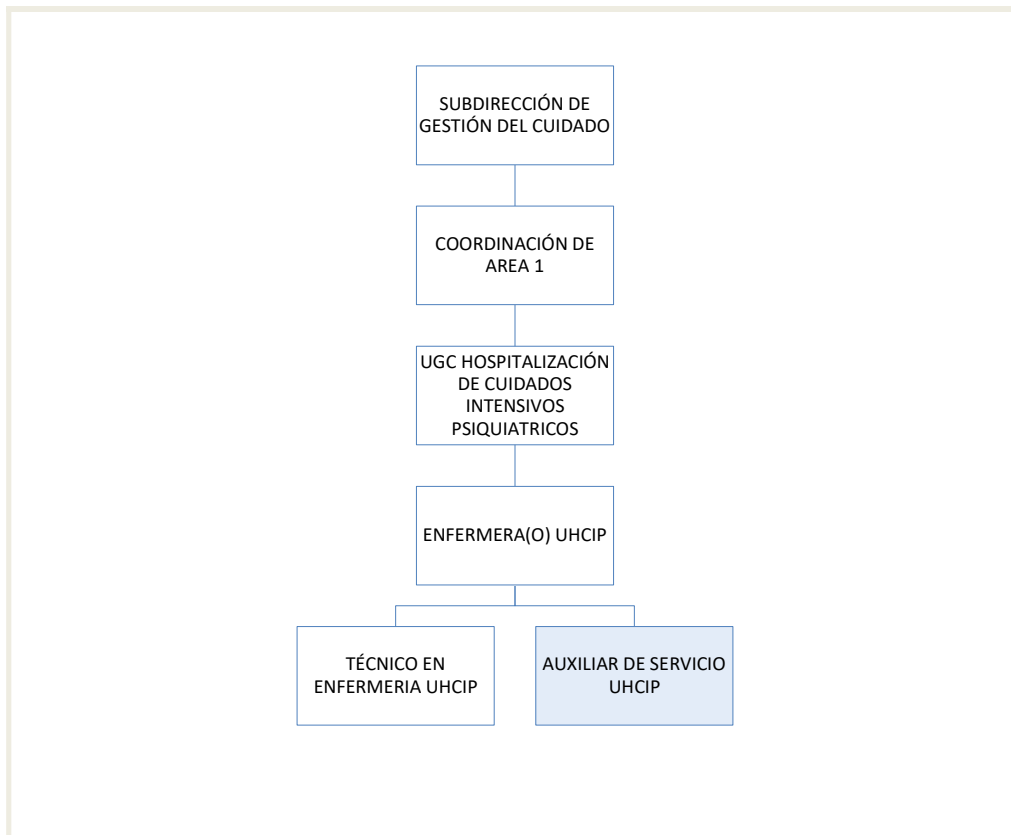 SUBDIRECCIÓN DE
GESTIÓN DEL CUIDADO
COORDINACIÓN DE
AREA 1
UGC HOSPITALIZACIÓN
DE CUIDADOS
INTENSIVOS
PSIQUIATRICOS
ENFERMERA(O) UHCIP
TÉCNICO EN
ENFERMERIA UHCIP
AUXILIAR DE SERVICIO
UHCIP